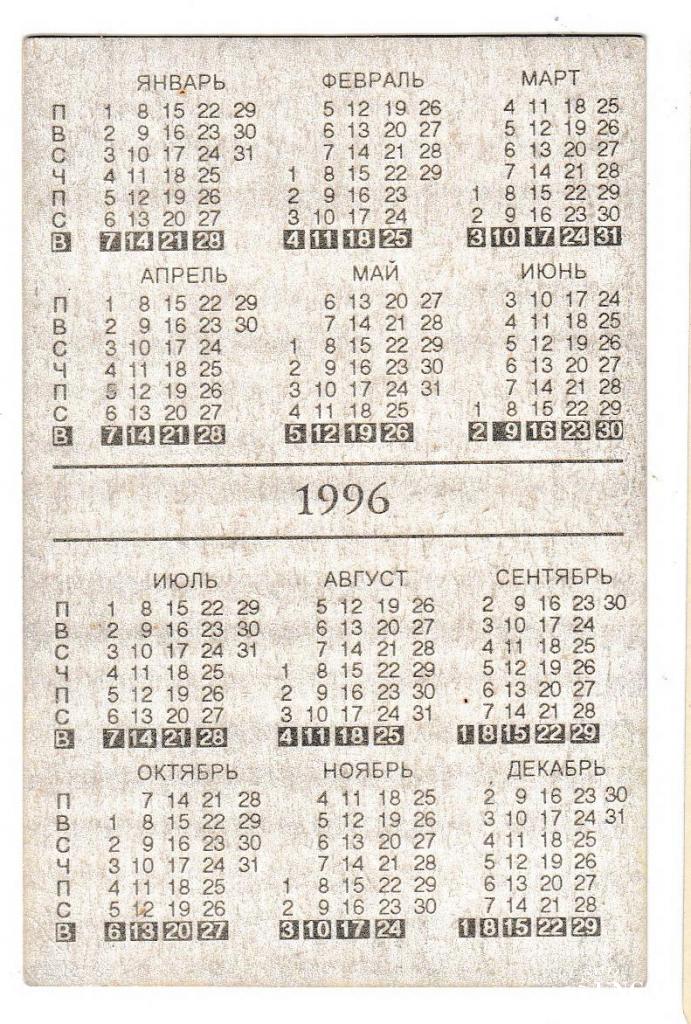 ЯНВАРЬ ФЕВРАЛЬ МАРТ
П 1 8 15 22 29 5 12 19 26 4 11 18 25
В 2 9 16 23 30 6 13 20 27 5 12 19 26
С 3 10 17 24 31 7 14 21 28 6 13 20 27
Ч 4 11 18 25 1 8 15 22 29 7 14 21 28
П 5 12 19 26 2 9 16 23 1 8 15 22 29
С 6 13 20 27 3 10 17 24 2 9 16 23 30
В 7 14 21 28 4 11 18 25 3 10 17 24 31
АПРЕЛЬ МАЙ ИЮНЬ
П 1 8 15 22 29 6 13 20 27 3 10 17 24
В 2 9 16 23 30 7 14 21 28 4 11 18 25
С 3 10 17 24 1 8 15 22 29 5 12 19 26
Ч 4 11 18 25 2 9 16 23 30 6 13 20 27
П 5 12 19 26 3 10 17 24 31 7 14 21 28
С 6 13 20 27 4 11 18 25 1 8 15 22 29
В 7 14 21 28 5 12 19 26 2 9 16 23 30
1996
ИЮЛЬ АВГУСТ СЕНТЯБРЬ
П 1 8 15 22 29 5 12 19 26 2 9 16 23 30
В 2 9 16 23 30 6 13 20 27 3 10 17 24
С 3 10 17 24 31 7 14 21 28 4 11 18 25
Ч 4 11 18 25 1 8 15 22 29 5 12 19 26
П 5 12 19 26 2 9 16 23 30 6 13 20 27
С 6 13 20 27 3 10 17 24 31 7 14 21 28
В 7 14 21 28 4 11 18 25 1 8 15 22 29
ОКТЯБРЬ НОЯБРЬ ДЕКАБРЬ
П 7 14 21 28 4 11 18 25 2 9 16 23 30
В 1 8 15 22 29 5 12 19 26 3 10 17 24 31
С 2 9 16 23 30 6 13 20 27 4 11 18 25
Ч 3 10 17 24 31 7 14 21 28 5 12 19 26
П 4 11 18 25 1 8 15 22 29 6 13 20 27
С 5 12 19 26 2 9 16 23 30 7 14 21 28
В 6 13 20 27 3 10 17 24 1 8 15 22 29